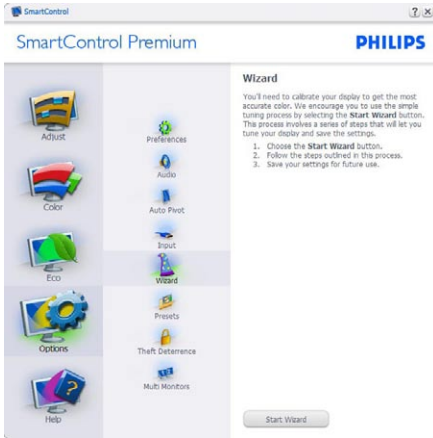 SmartControl
SmartControl Premium
PHILIPS
Adjust
Color
Eco
Options
Help
Preferences
Audio
Auto Pivot
Input
Wizard
Presets
Theft Deterrence
Multi Monitors
Wizard
You'll need to calibrate your display to get the most
accurate color. We encourage you to use the simple
tuning process by selecting the Start Wizard button.
This process involves a series of steps that will let you
tune your display and save the settings.
1. Choose the Start Wizard button.
2. Follow the steps outlined in this process.
3. Save your settings for future use.
Start Wizard